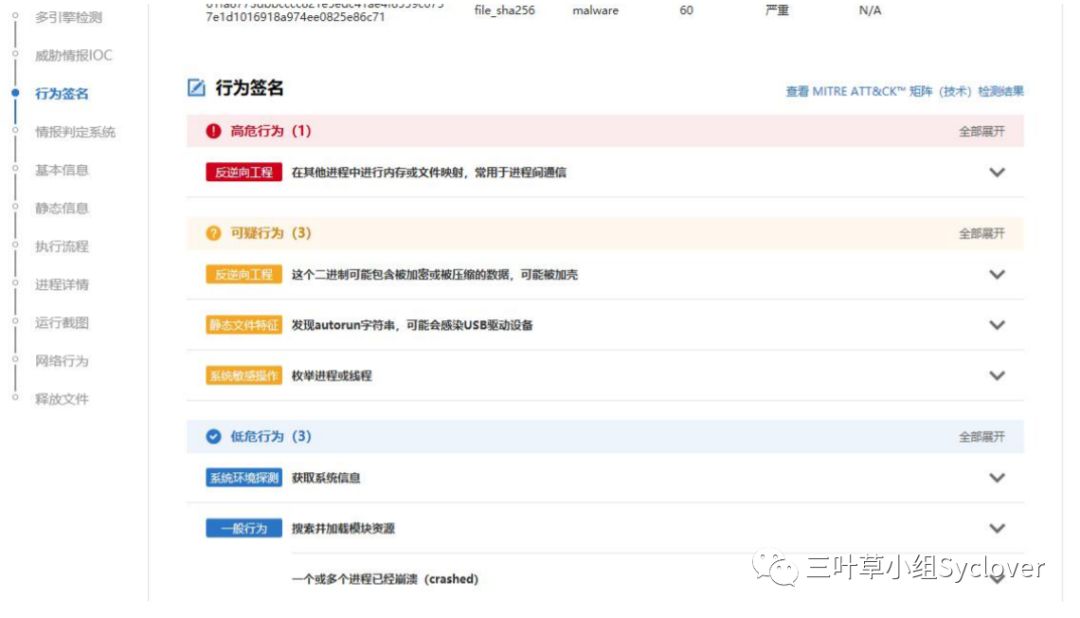 多引擎检测
威胁情报IOC
行为签名
情报判定系统
基本信息
静态信息
执行流程
进程详情
运行截图
网络行为
释放文件
7e1d1016918a974ee0825e86c71
file_sha256 malware 60 严重 N/A
行为签名 查看 MITRE ATT&CK™ 矩阵（技术）检测结果
高危行为 (1) 全部展开
反逆向工程 在其他进程中进行内存或文件映射，常用于进程间通信
可疑行为 (3) 全部展开
反逆向工程 这个二进制可能包含被加密或被压缩的数据，可能被加壳
静态文件特征 发现autorun字符串，可能会感染USB驱动设备
系统敏感操作 枚举进程或线程
低危行为 (3) 全部展开
系统环境探测 获取系统信息
一般行为 搜索并加载模块资源
一个或多个进程已经崩溃（crashed)
三叶草小组Syclover